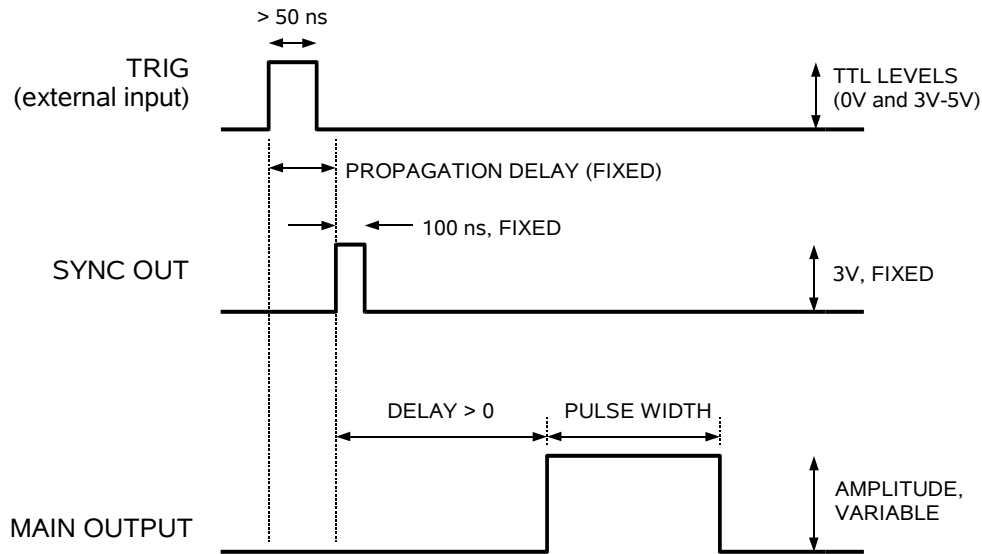 > 50 ns
TRIG
(external input)
TTL LEVELS
(0V and 3V-5V)
PROPAGATION DELAY (FIXED)
100 ns, FIXED
SYNC OUT
3V, FIXED
DELAY > 0
PULSE WIDTH
MAIN OUTPUT
AMPLITUDE,
VARIABLE